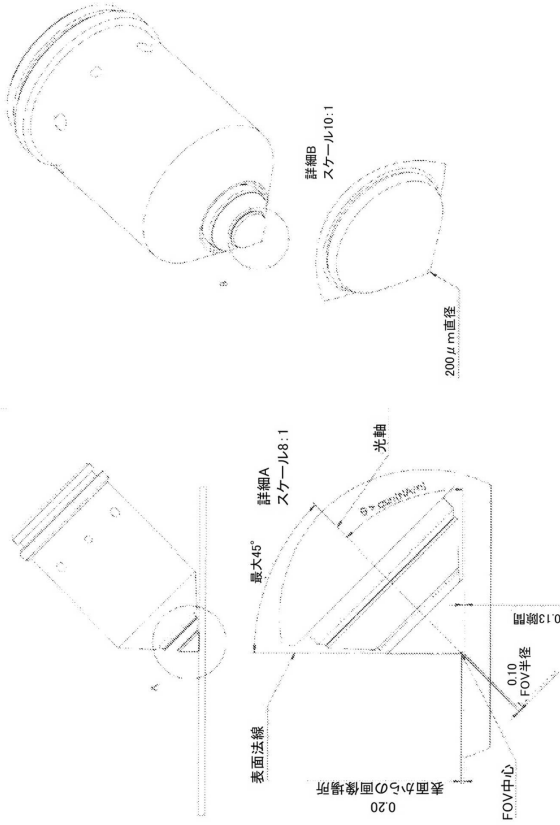 B
詳細B
スケール10:1
200μm直径
A
詳細A
スケール8:1
光軸
最大45°
表面法線
0.13隙間
0.10
FOV半径
0.20
表面からの画像場所
FOV中心